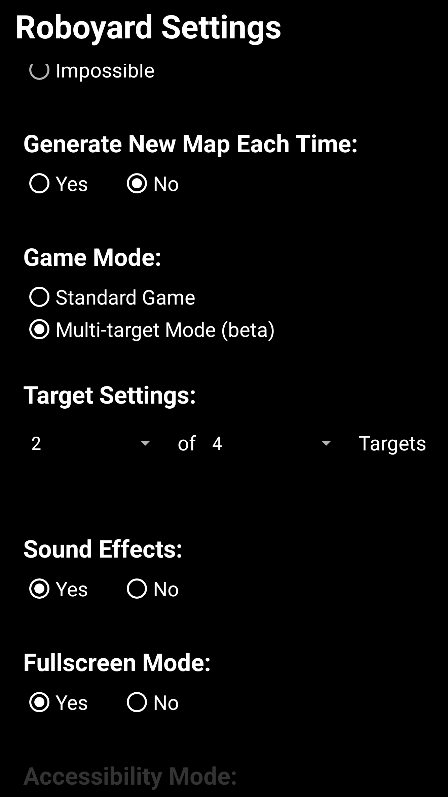 Roboyard Settings
Impossible
Generate New Map Each Time:
Yes No
Game Mode:
Standard Game
Multi-target Mode (beta)
Target Settings:
2 of 4 Targets
Sound Effects:
Yes No
Fullscreen Mode:
Yes No
Accessibility Mode: